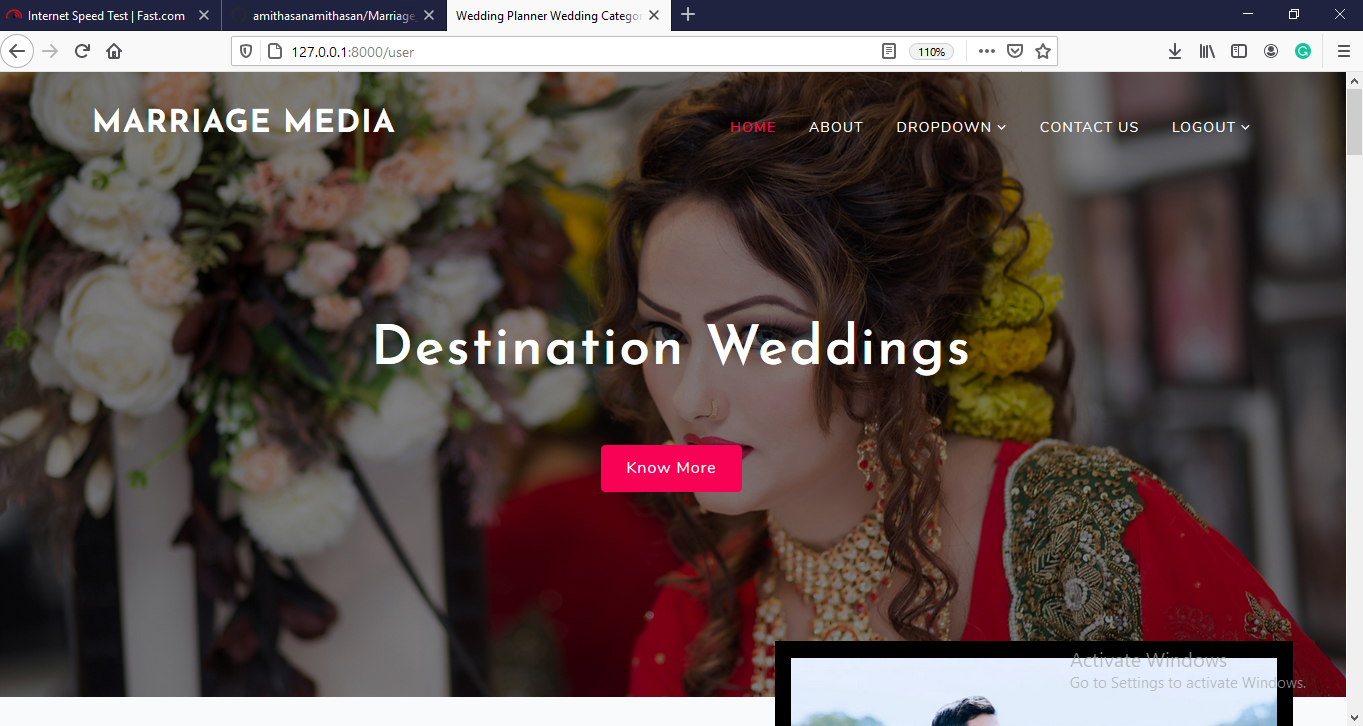 Internet Speed Test | Fast.com
amithasanamithasan/Marriage_
Wedding Planner Wedding Categor
127.0.0.1:8000/user
110%
MARRIAGE MEDIA
HOME
ABOUT
DROPDOWN
CONTACT US
LOGOUT
Destination Weddings
Know More
Activate Windows
Go to Settings to activate Windows.